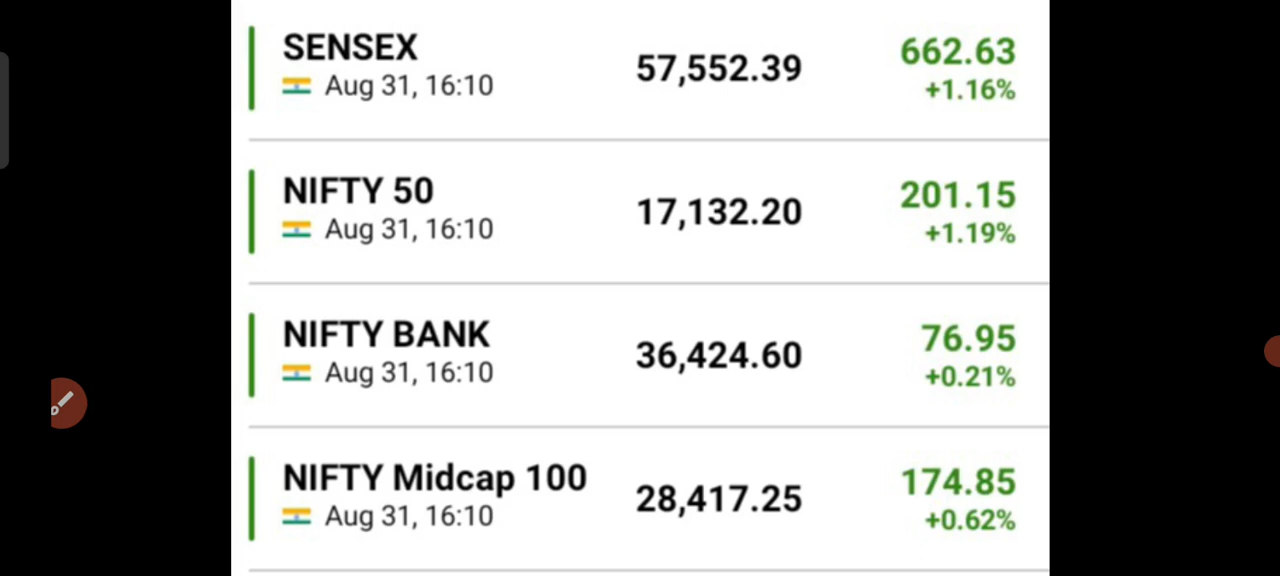 SENSEX
57,552.39
662.63
Aug 31, 16:10
+1.16%
NIFTY 50
17,132.20
201.15
Aug 31, 16:10
+1.19%
NIFTY BANK
36,424.60
76.95
Aug 31, 16:10
+0.21%
NIFTY Midcap 100
28,417.25
174.85
Aug 31, 16:10
+0.62%